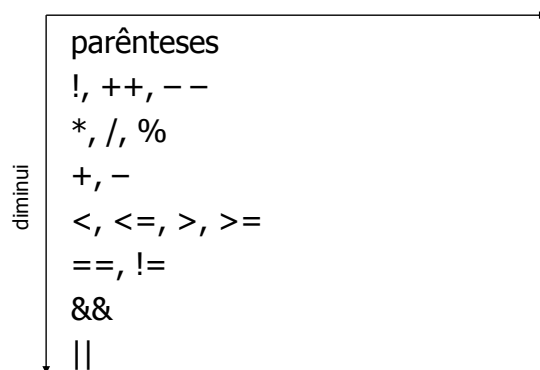 parênteses
!, ++, – –
*, /, %
+, –
<, <=, >, >=
==, !=
&&
||
diminui